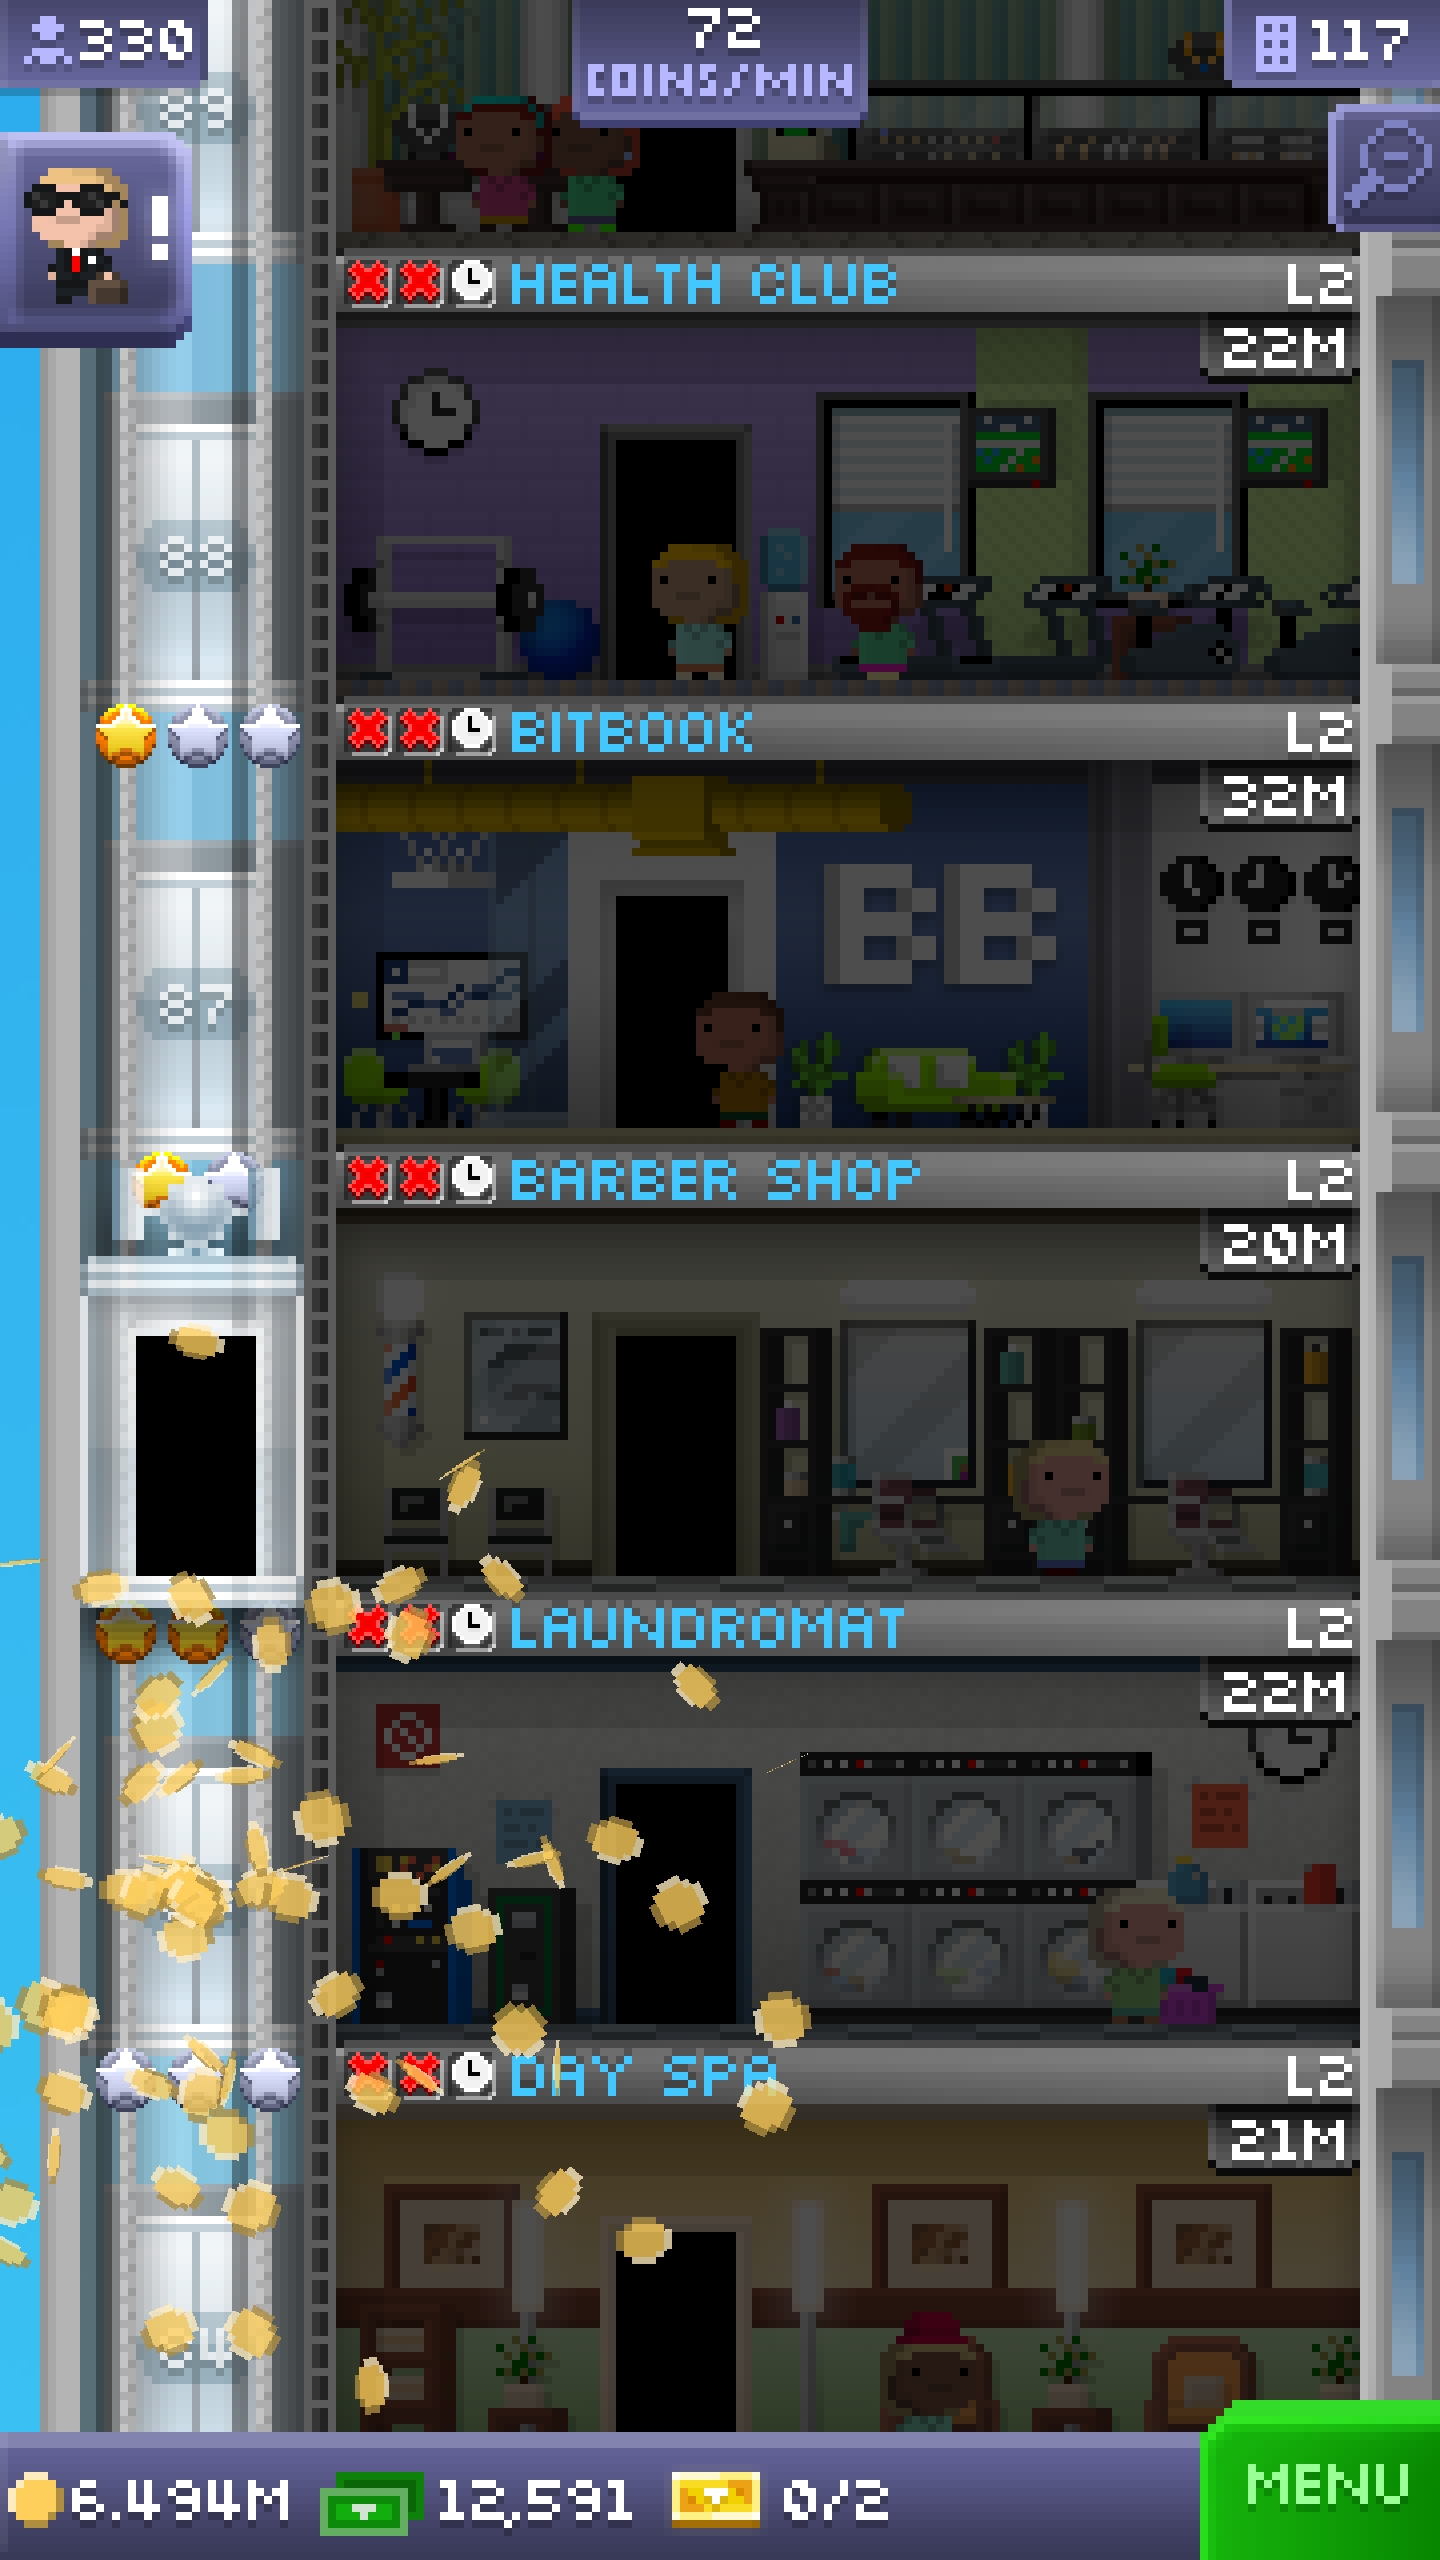 330
72
COINS/MIN
117
!
HEALTH CLUB L2
22M
88
BITBOOK L2
32M
BB
87
BARBER SHOP L2
20M
LAUNDROMAT L2
22M
DAY SPA L2
21M
6.494M 12,591 0/2
MENU